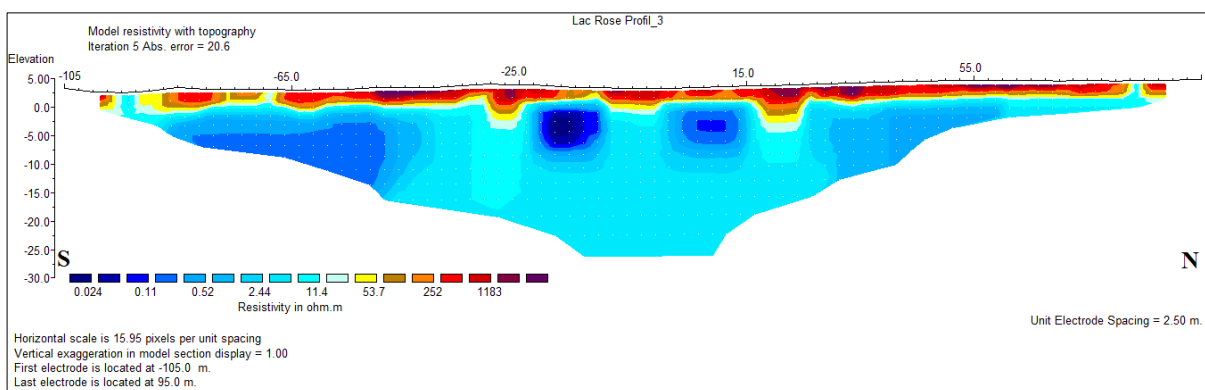 Lac Rose Profil_3
Model resistivity with topography
Iteration 5 Abs. error = 20.6
Elevation
-105 -65.0 -25.0 15.0 55.0
5.00
0.0
-5.00
-10.0
-15.0
-20.0
-25.0
-30.0
S N
0.024 0.11 0.52 2.44 11.4 53.7 252 1183
Resistivity in ohm.m
Unit Electrode Spacing = 2.50 m.
Horizontal scale is 15.95 pixels per unit spacing
Vertical exaggeration in model section display = 1.00
First electrode is located at -105.0 m.
Last electrode is located at 95.0 m.